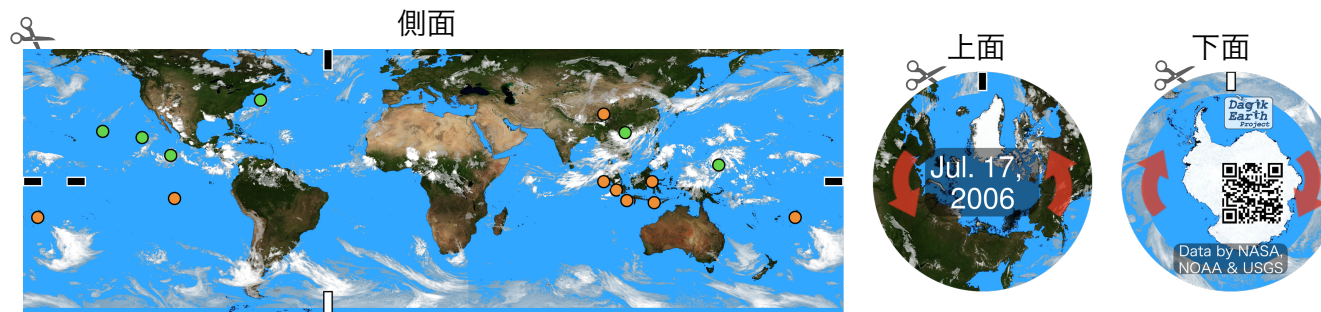 側面
上面
下面
Jul. 17,
2006
Dagik
Earth
Project
Data by NASA,
NOAA & USGS